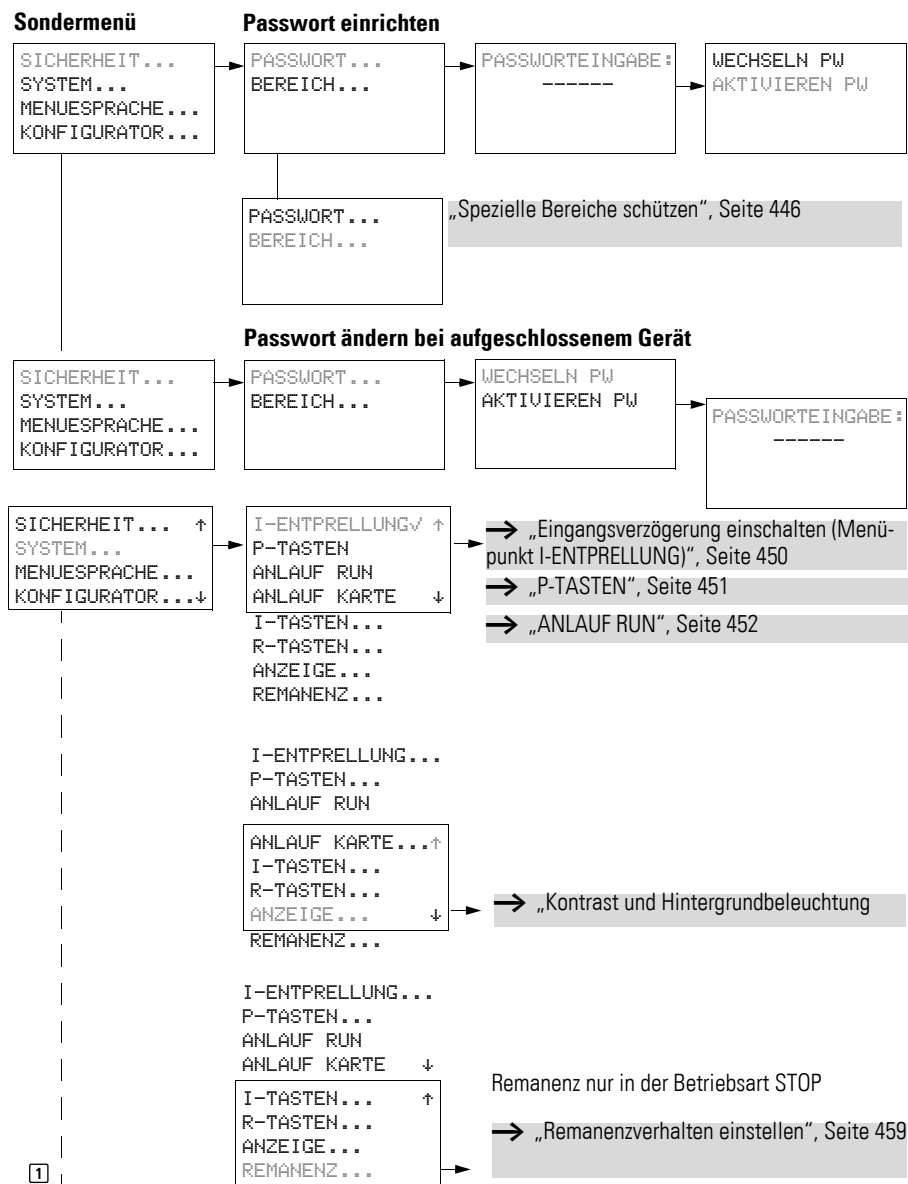 Sondermenü
Passwort einrichten
SICHERHEIT...
SYSTEM...
MENUESPRACHE...
KONFIGURATOR...
PASSWORT...
BEREICH...
PASSWORTEINGABE:
------
WECHSELN PW
AKTIVIEREN PW
PASSWORT...
BEREICH...
„Spezielle Bereiche schützen“, Seite 446
Passwort ändern bei aufgeschlossenem Gerät
SICHERHEIT...
SYSTEM...
MENUESPRACHE...
KONFIGURATOR...
PASSWORT...
BEREICH...
WECHSELN PW
AKTIVIEREN PW
PASSWORTEINGABE:
------
SICHERHEIT... ↑
SYSTEM...
MENUESPRACHE...
KONFIGURATOR...↓
I-ENTPRELLUNG√ ↑
P-TASTEN
ANLAUF RUN
ANLAUF KARTE ↓
I-TASTEN...
R-TASTEN...
ANZEIGE...
REMANENZ...
→ „Eingangsverzögerung einschalten (Menü-
punkt I-ENTPRELLUNG)“, Seite 450
→ „P-TASTEN“, Seite 451
→ „ANLAUF RUN“, Seite 452
I-ENTPRELLUNG...
P-TASTEN...
ANLAUF RUN
ANLAUF KARTE...↑
I-TASTEN...
R-TASTEN...
ANZEIGE... ↓
REMANENZ...
→ „Kontrast und Hintergrundbeleuchtung
I-ENTPRELLUNG...
P-TASTEN...
ANLAUF RUN
ANLAUF KARTE ↓
I-TASTEN... ↑
R-TASTEN...
ANZEIGE...
REMANENZ...
Remanenz nur in der Betriebsart STOP
→ „Remanenzverhalten einstellen“, Seite 459
1